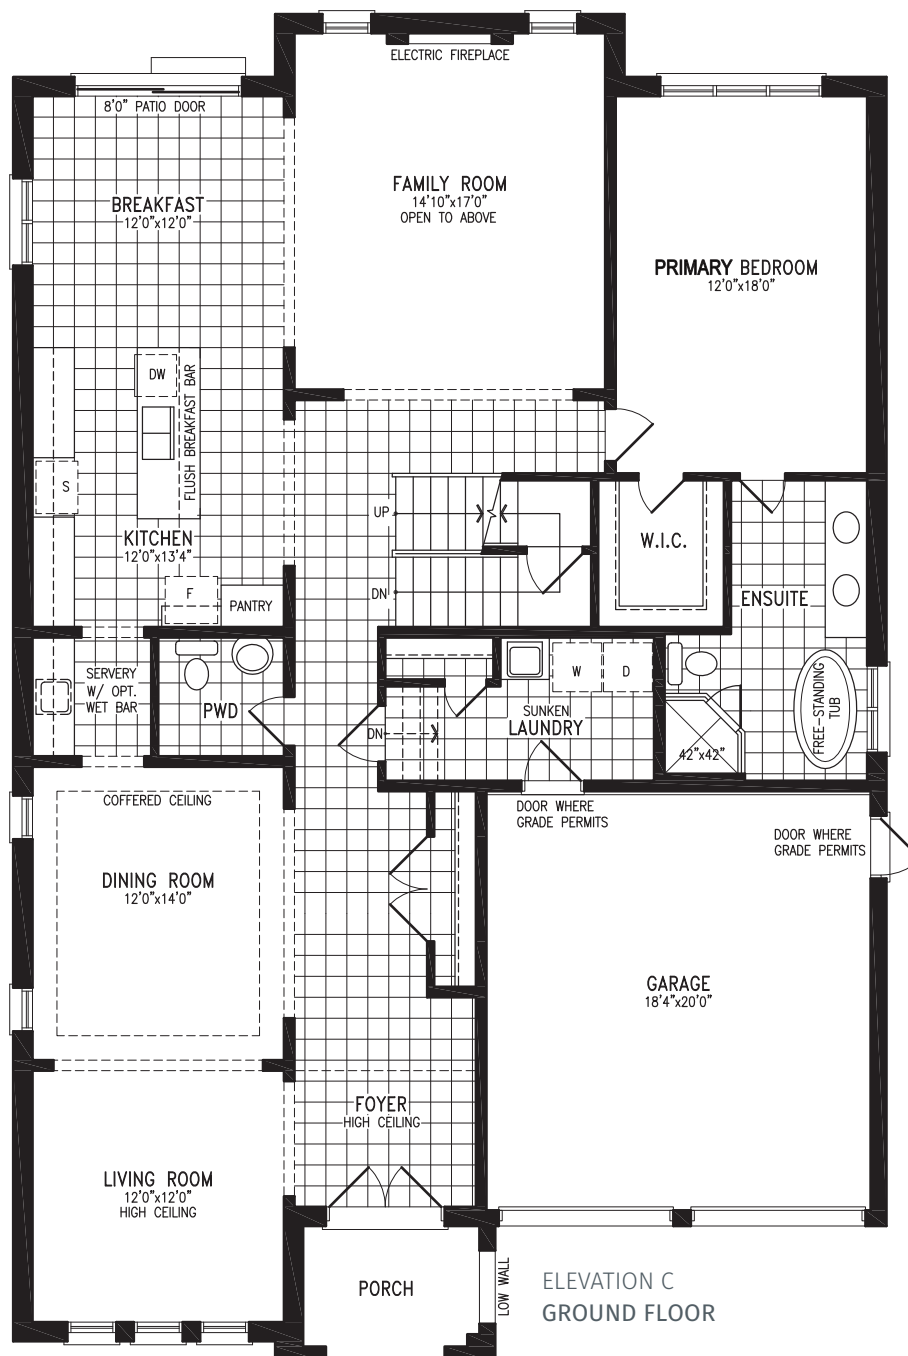 ELECTRIC FIREPLACE
8'0" PATIO DOOR
BREAKFAST
12'0"x12'0"
FAMILY ROOM
14'10"x17'0"
OPEN TO ABOVE
PRIMARY BEDROOM
12'0"x18'0"
DW
FLUSH BREAKFAST BAR
S
KITCHEN
12'0"x13'4"
F
PANTRY
UP
DN
W.I.C.
ENSUITE
SERVERY
W/ OPT.
WET BAR
PWD
DN
W
D
SUNKEN
LAUNDRY
42"x42"
FREE-STANDING
TUB
COFFERED CEILING
DOOR WHERE
GRADE PERMITS
DOOR WHERE
GRADE PERMITS
DINING ROOM
12'0"x14'0"
GARAGE
18'4"x20'0"
FOYER
HIGH CEILING
LIVING ROOM
12'0"x12'0"
HIGH CEILING
PORCH
LOW WALL
ELEVATION C
GROUND FLOOR